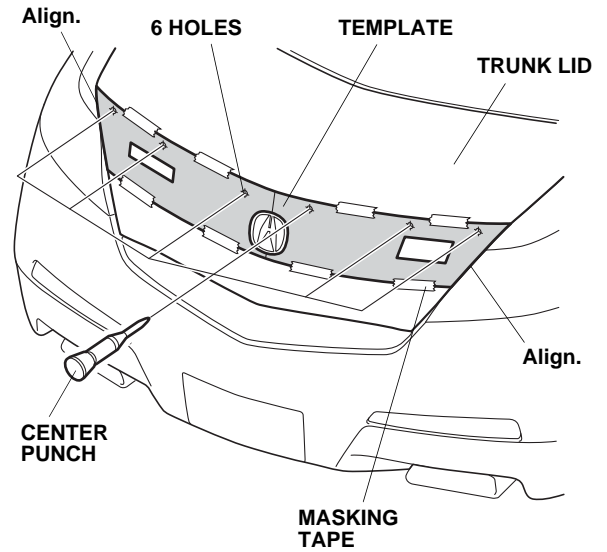 Align.
6 HOLES
TEMPLATE
TRUNK LID
Align.
CENTER
PUNCH
MASKING
TAPE